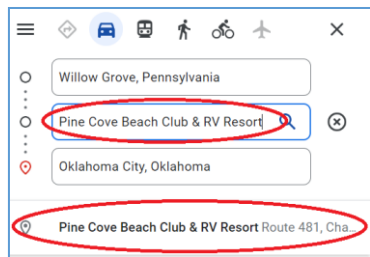 Willow Grove, Pennsylvania
Pine Cove Beach Club & RV Resort
Oklahoma City, Oklahoma
Pine Cove Beach Club & RV Resort Route 481, Cha...